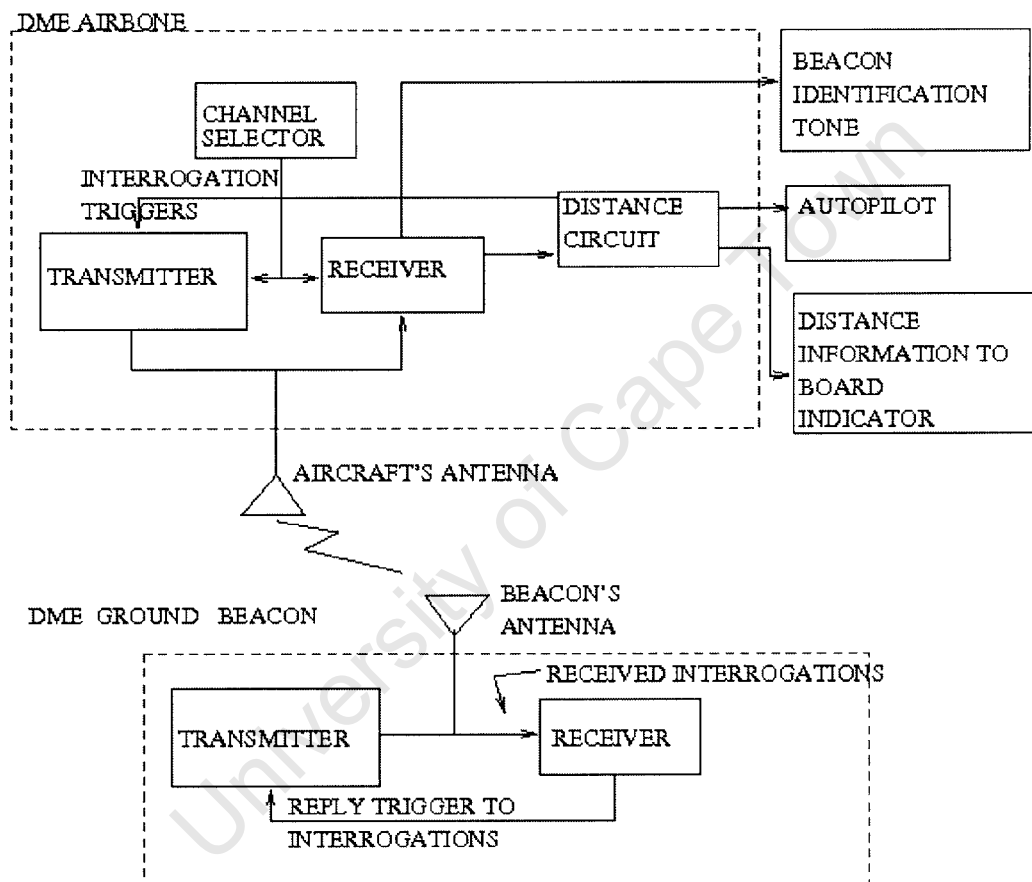 DME AIRBONE
BEACON
IDENTIFICATION
TONE
CHANNEL
SELECTOR
INTERROGATION
TRIGGERS
DISTANCE
CIRCUIT
AUTOPILOT
TRANSMITTER
RECEIVER
DISTANCE
INFORMATION TO
BOARD
INDICATOR
AIRCRAFT'S ANTENNA
BEACON'S
ANTENNA
DME GROUND BEACON
RECEIVED INTERROGATIONS
TRANSMITTER
RECEIVER
REPLY TRIGGER TO
INTERROGATIONS
University of Cape Town